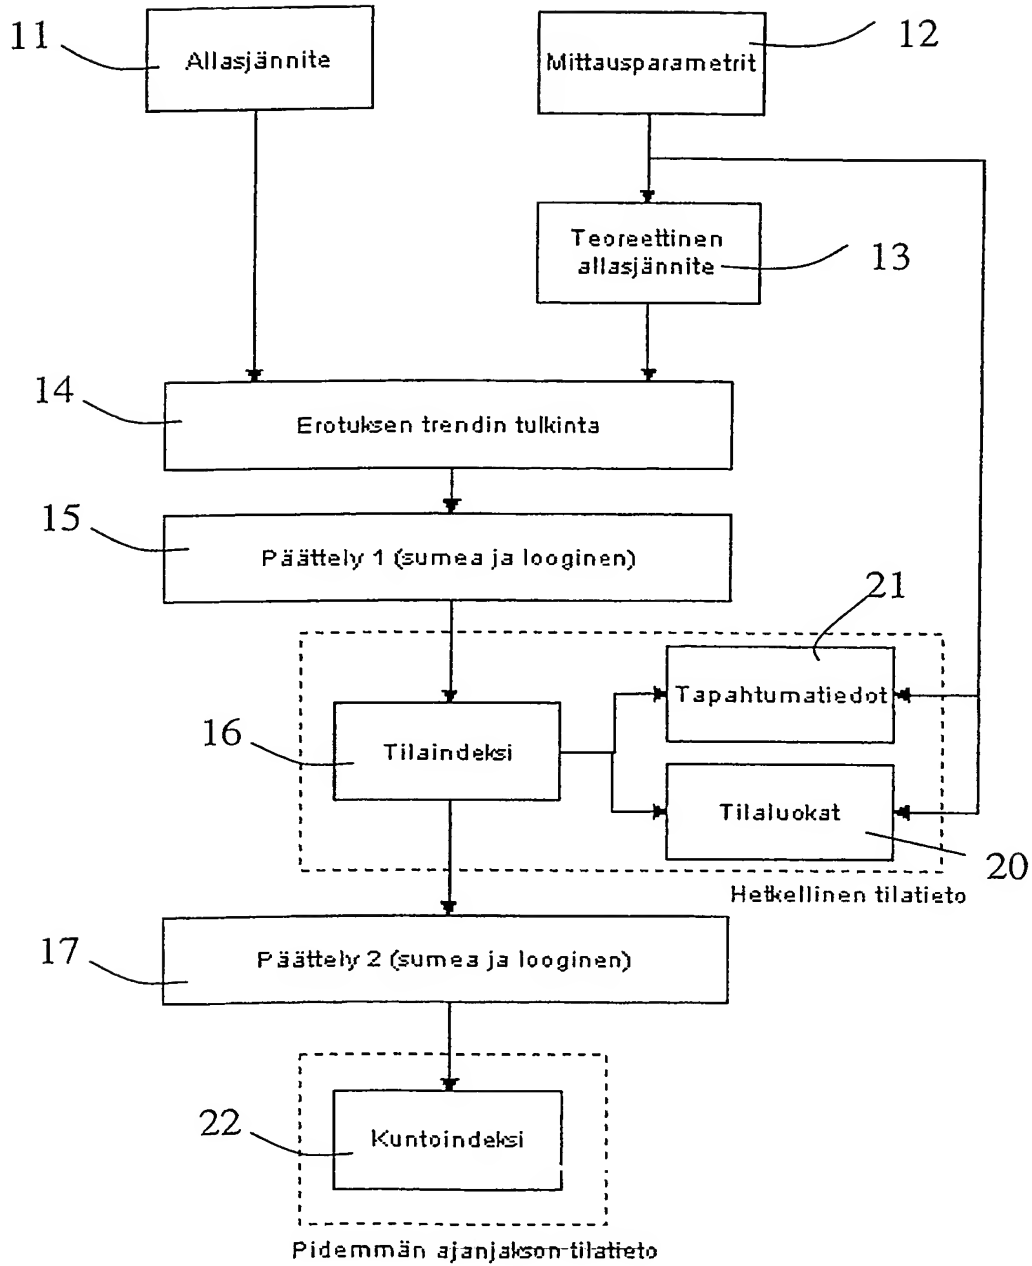 11
Allasjännite
12
Mittausparametrit
Teoreettinen
allasjännite
13
14
Erotuksen trendin tulkinta
15
Päättely 1 (sumea ja looginen)
21
Tapahtumatiedot
16
Tilaindeksi
Tilaluokat
20
Hetkellinen tilatieto
17
Päättely 2 (sumea ja looginen)
22
Kuntoindeksi
Pidemmän ajanjakson tilatieto